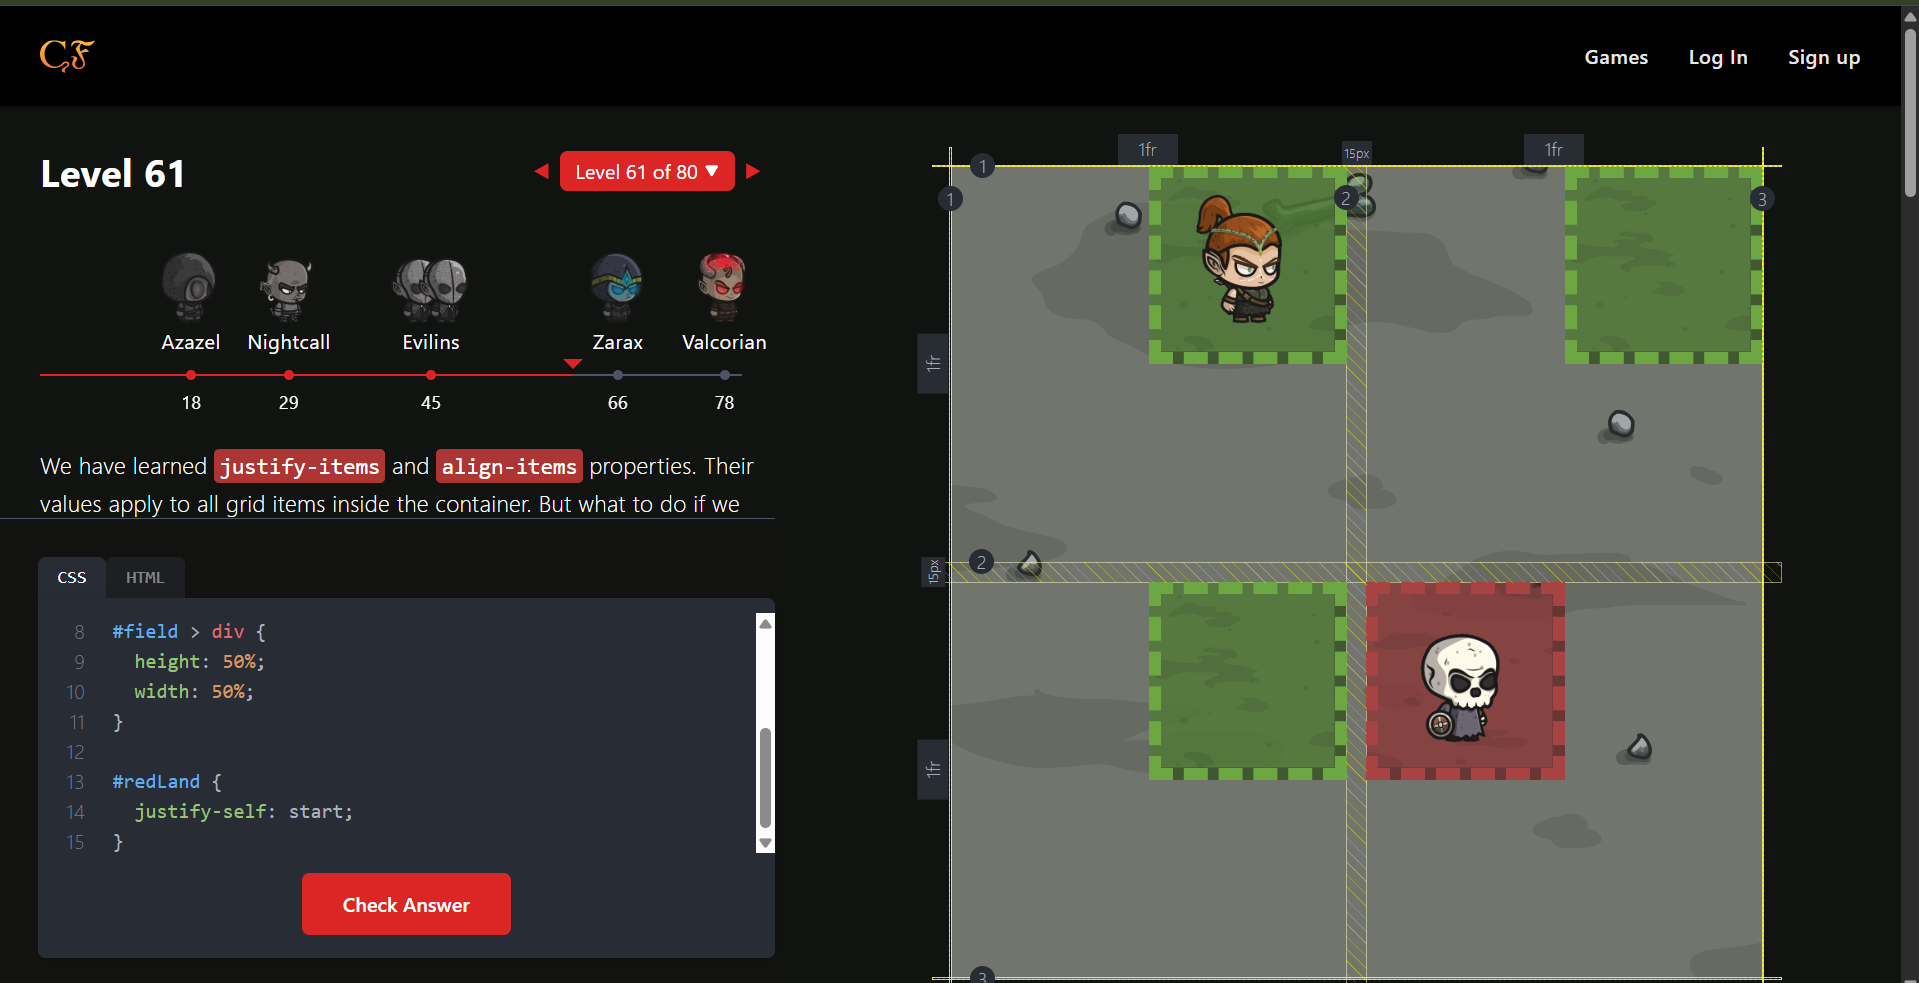 CF
Games Log In Sign up
Level 61
Level 61 of 80 ▼
Azazel Nightcall Evilins Zarax Valcorian
18 29 45 66 78
We have learned justify-items and align-items properties. Their
values apply to all grid items inside the container. But what to do if we
CSS HTML
8 #field > div {
9 height: 50%;
10 width: 50%;
11 }
12
13 #redLand {
14 justify-self: start;
15 }
Check Answer
1fr 15px 1fr
1
1 2 3
1fr
2
15px
1fr
3